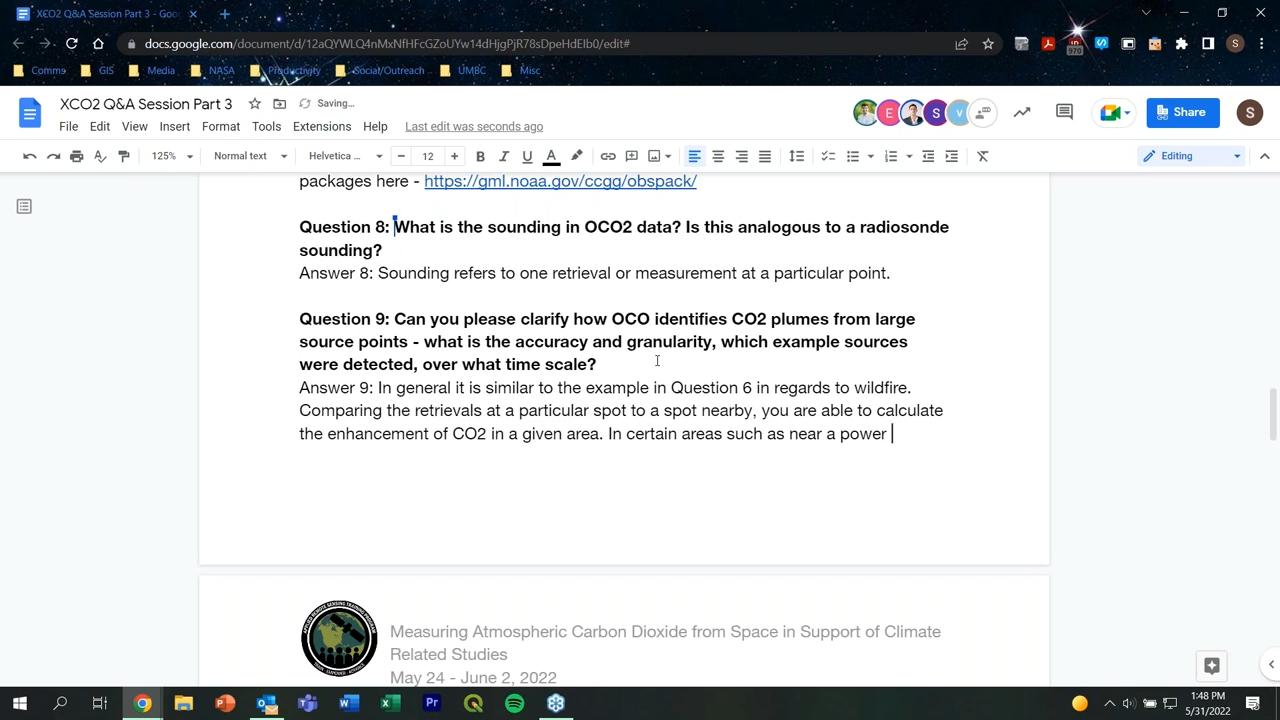 XCO2 Q&A Session Part 3 - Goo
docs.google.com/document/d/12aQYWLQ4nMxNfHFcGZoUYw14dHjgPjR78sDpeHdEIb0/edit#
970
S
Comms
GIS
Media
NASA
Productivity
Social/Outreach
UMBC
Misc
XCO2 Q&A Session Part 3
Saving…
E
S
V
Share
S
File Edit View Insert Format Tools Extensions Help Last edit was seconds ago
125% Normal text Helvetica ... 12 B I U A Editing
packages here - https://gml.noaa.gov/ccgg/obspack/
Question 8: What is the sounding in OCO2 data? Is this analogous to a radiosonde
sounding?
Answer 8: Sounding refers to one retrieval or measurement at a particular point.
Question 9: Can you please clarify how OCO identifies CO2 plumes from large
source points - what is the accuracy and granularity, which example sources
were detected, over what time scale?
Answer 9: In general it is similar to the example in Question 6 in regards to wildfire.
Comparing the retrievals at a particular spot to a spot nearby, you are able to calculate
the enhancement of CO2 in a given area. In certain areas such as near a power
APPLIED REMOTE SENSING TRAINING PROGRAM
Measuring Atmospheric Carbon Dioxide from Space in Support of Climate
Related Studies
May 24 - June 2, 2022
1:48 PM
5/31/2022